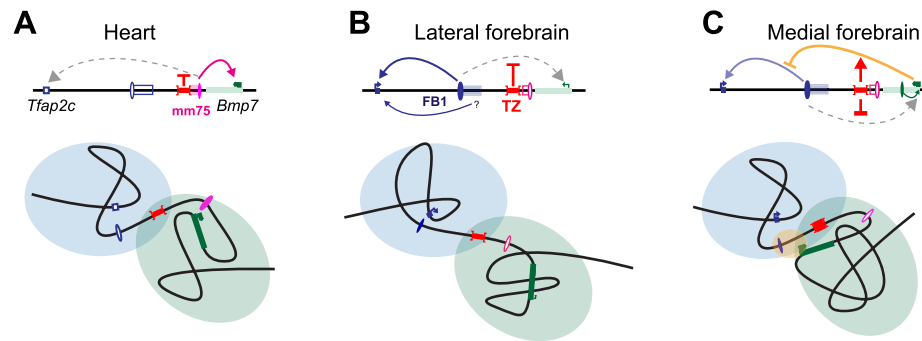 A
Heart
Tfap2c
mm75
Bmp7
B
Lateral forebrain
FB1
?
TZ
C
Medial forebrain